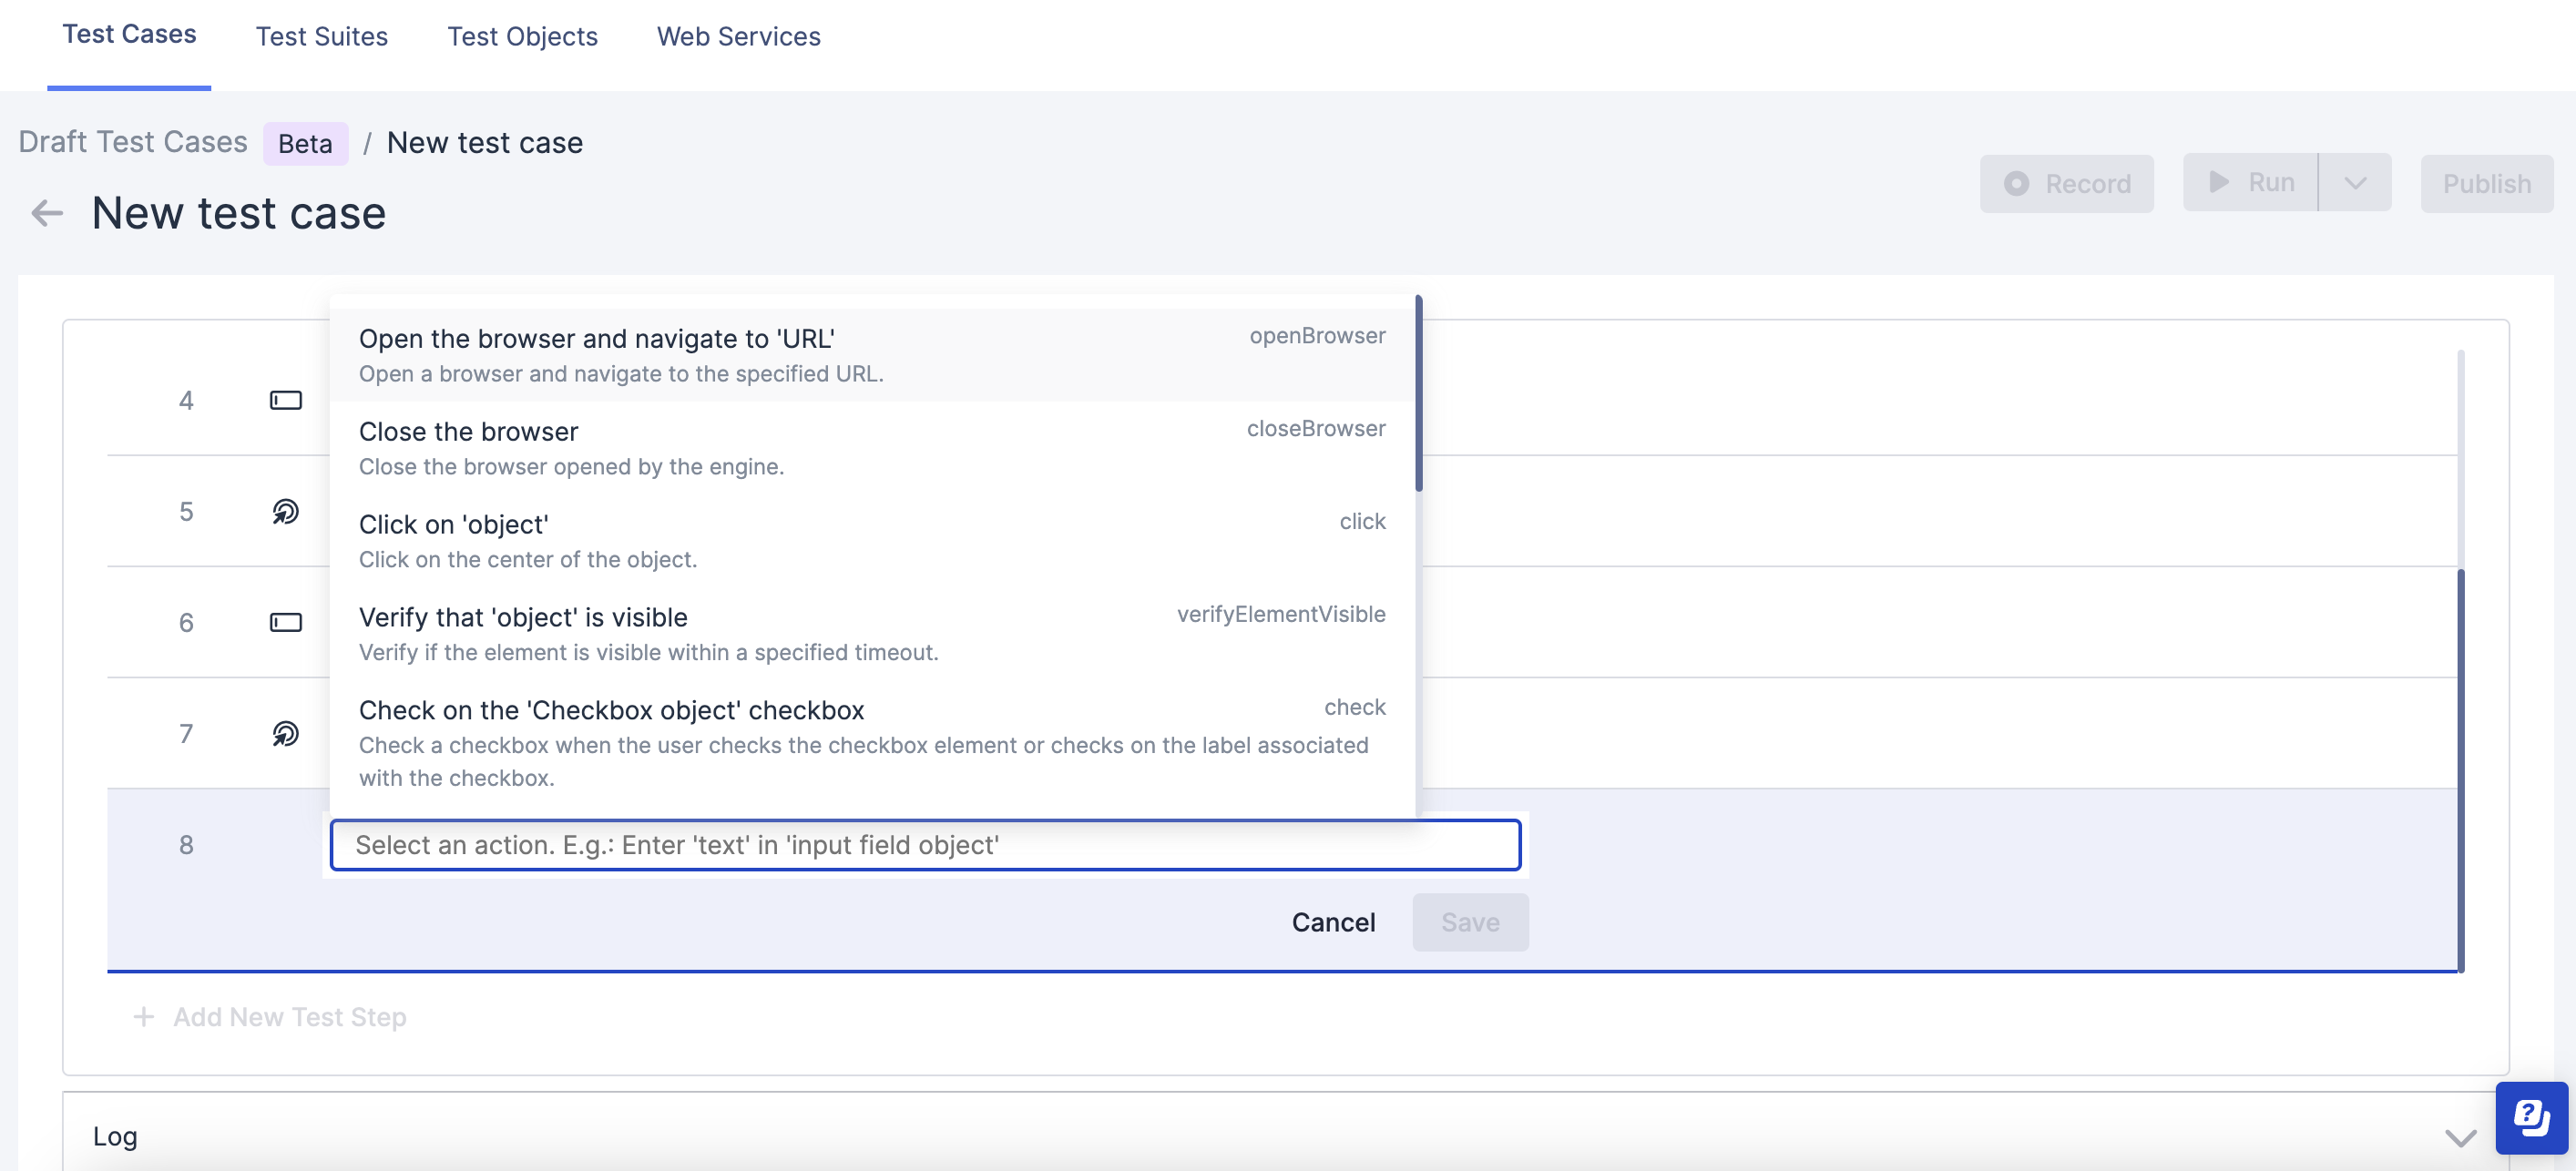 Test Cases
Test Suites
Test Objects
Web Services
Draft Test Cases Beta / New test case
New test case
Record
Run
Publish
Open the browser and navigate to 'URL' openBrowser
Open a browser and navigate to the specified URL.
4
Close the browser closeBrowser
Close the browser opened by the engine.
5
Click on 'object' click
Click on the center of the object.
6
Verify that 'object' is visible verifyElementVisible
Verify if the element is visible within a specified timeout.
7
Check on the 'Checkbox object' checkbox check
Check a checkbox when the user checks the checkbox element or checks on the label associated
with the checkbox.
8
Select an action. E.g.: Enter 'text' in 'input field object'
Cancel
Save
+ Add New Test Step
Log